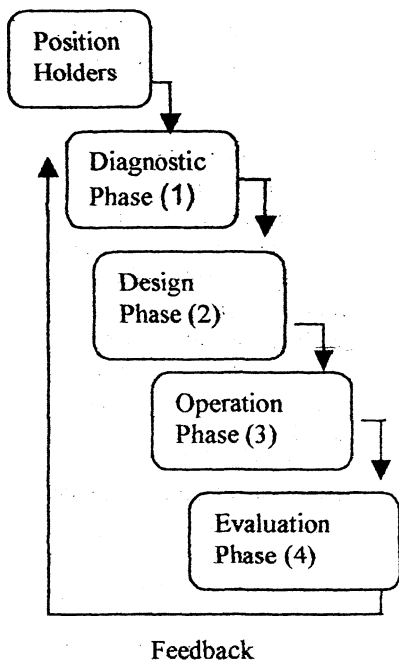 Position
Holders
Diagnostic
Phase (1)
Design
Phase (2)
Operation
Phase (3)
Evaluation
Phase (4)
Feedback